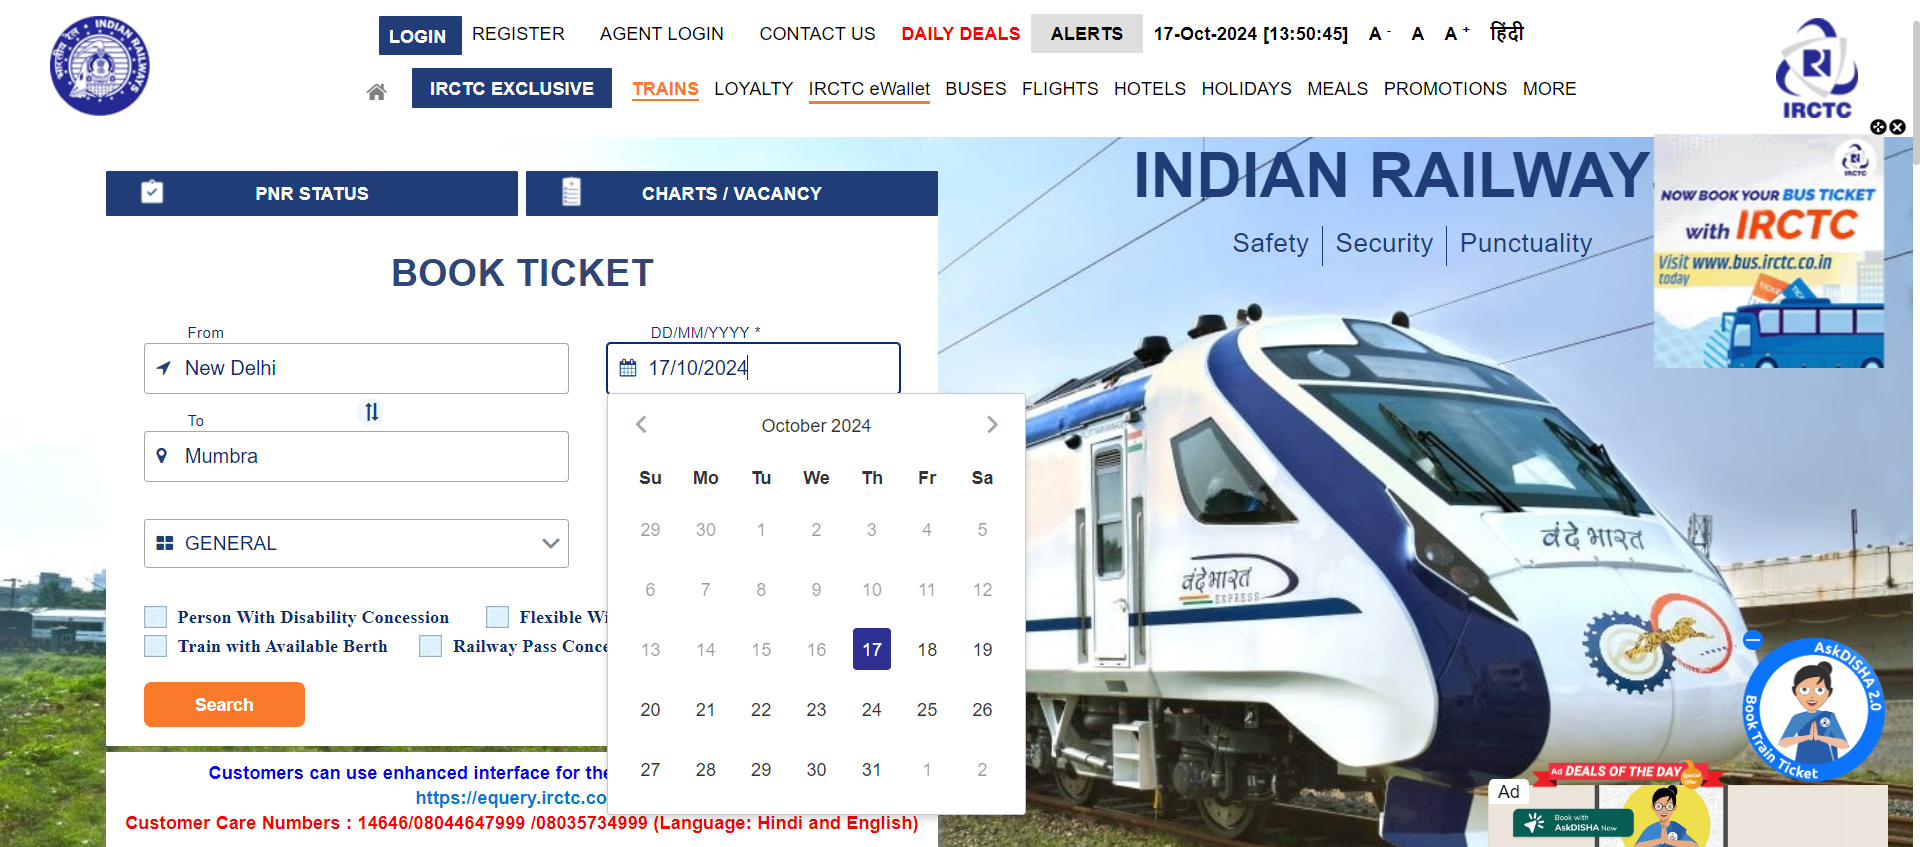 INDIAN RAILWAYS
भारतीय रेल
LOGIN REGISTER AGENT LOGIN CONTACT US DAILY DEALS ALERTS 17-Oct-2024 [13:50:45] A - A A + हिंदी
IRCTC EXCLUSIVE TRAINS LOYALTY IRCTC eWallet BUSES FLIGHTS HOTELS HOLIDAYS MEALS PROMOTIONS MORE
IRCTC
PNR STATUS
CHARTS / VACANCY
BOOK TICKET
From
New Delhi
DD/MM/YYYY *
17/10/2024
To
Mumbra
GENERAL
Person With Disability Concession Flexible Wi
Train with Available Berth Railway Pass Conce
Search
October 2024
Su Mo Tu We Th Fr Sa
29 30 1 2 3 4 5
6 7 8 9 10 11 12
13 14 15 16 17 18 19
20 21 22 23 24 25 26
27 28 29 30 31 1 2
Customers can use enhanced interface for the
https://equery.irctc.co
Customer Care Numbers : 14646/08044647999 /08035734999 (Language: Hindi and English)
INDIAN RAILWAYS
Safety | Security | Punctuality
IRCTC
NOW BOOK YOUR BUS TICKET
with IRCTC
Visit www.bus.irctc.co.in
today
TICKET
वंदे भारत
वंदे भारत
EXPRESS
AskDISHA 2.0
Book Train Ticket
Ad
Ad DEALS OF THE DAY
Special
Offer
Book with
AskDISHA Now